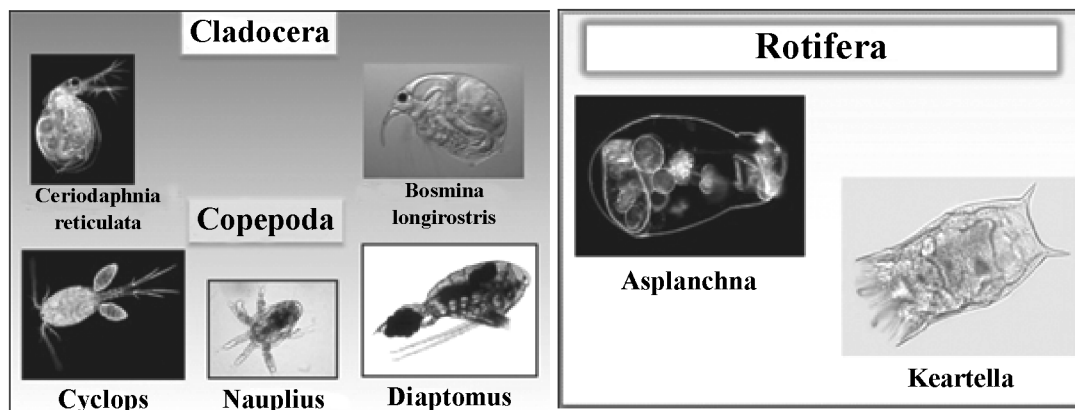 Cladocera
Ceriodaphnia
reticulata
Bosmina
longirostris
Copepoda
Cyclops
Nauplius
Diaptomus
Rotifera
Asplanchna
Keartella